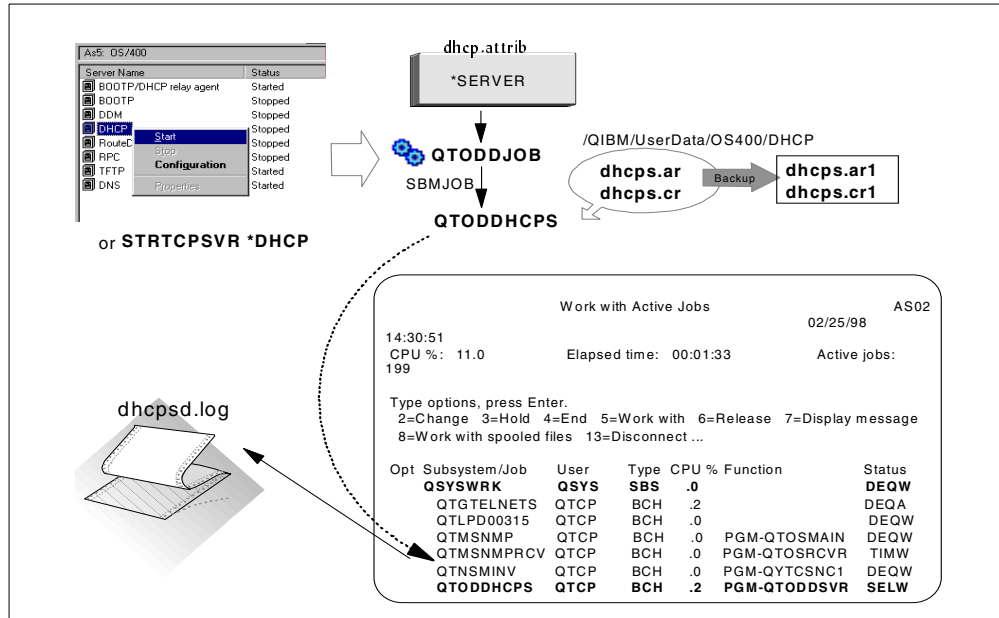 As5: OS/400
Server Name Status
BOOTP/DHCP relay agent Started
BOOTP Stopped
DDM Stopped
DHCP Stopped
RouteD Stopped
RPC Stopped
TFTP Started
DNS Started
Start
Stop
Configuration
Properties
or STRTCPSVR *DHCP
dhcp.attrib
*SERVER
QTODDJOB
SBMJOB
QTODDHCPS
/QIBM/UserData/OS400/DHCP
dhcps.ar
dhcps.cr
Backup
dhcps.ar1
dhcps.cr1
dhcpsd.log
Work with Active Jobs AS02
02/25/98
14:30:51
CPU %: 11.0 Elapsed time: 00:01:33 Active jobs:
199
Type options, press Enter.
2=Change 3=Hold 4=End 5=Work with 6=Release 7=Display message
8=Work with spooled files 13=Disconnect ...
Opt Subsystem/Job User Type CPU % Function Status
QSYSWRK QSYS SBS .0 DEQW
QTGTELNETS QTCP BCH .2 DEQA
QTLPD00315 QTCP BCH .0 DEQW
QTMSNMP QTCP BCH .0 PGM-QTOSMAIN DEQW
QTMSNMPRCV QTCP BCH .0 PGM-QTOSRCVR TIMW
QTNSMINV QTCP BCH .0 PGM-QYTCSNC1 DEQW
QTODDHCPS QTCP BCH .2 PGM-QTODDSVR SELW